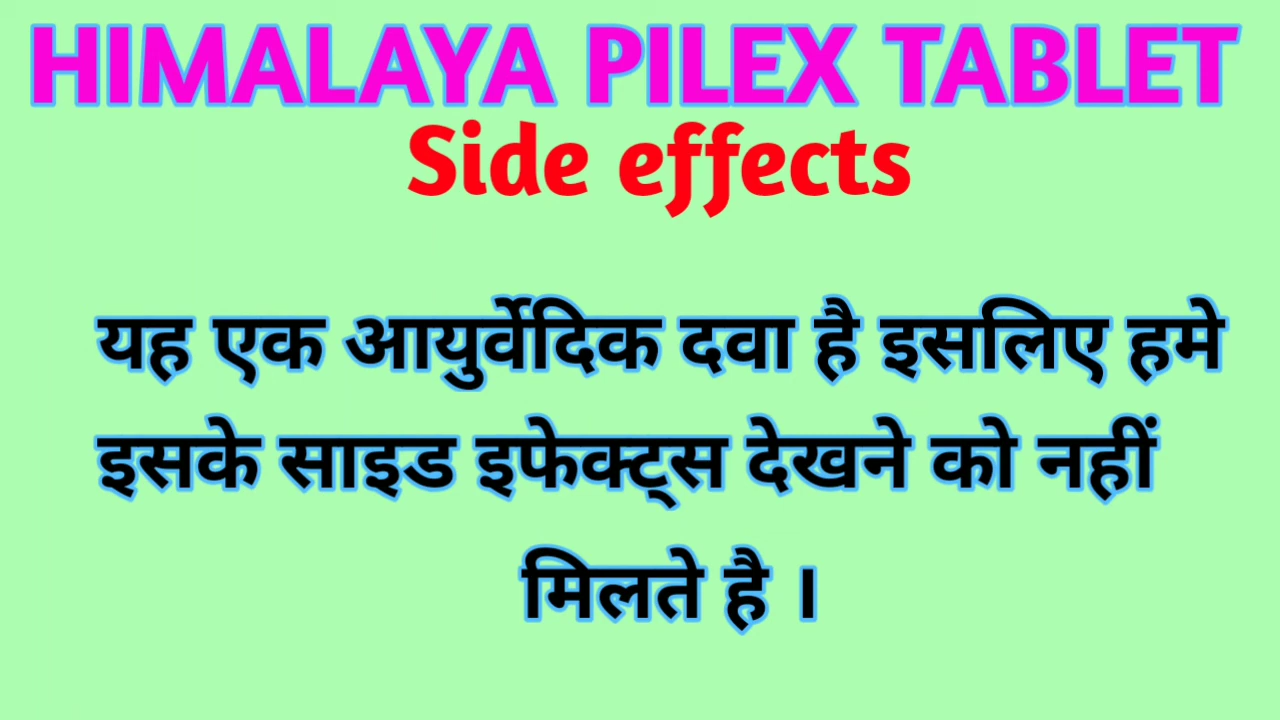 HIMALAYA PILEX TABLET
Side effects
यह एक आयुर्वेदिक दवा है इसलिए हमे
इसके साइड इफेक्ट्स देखने को नहीं
मिलते है ।